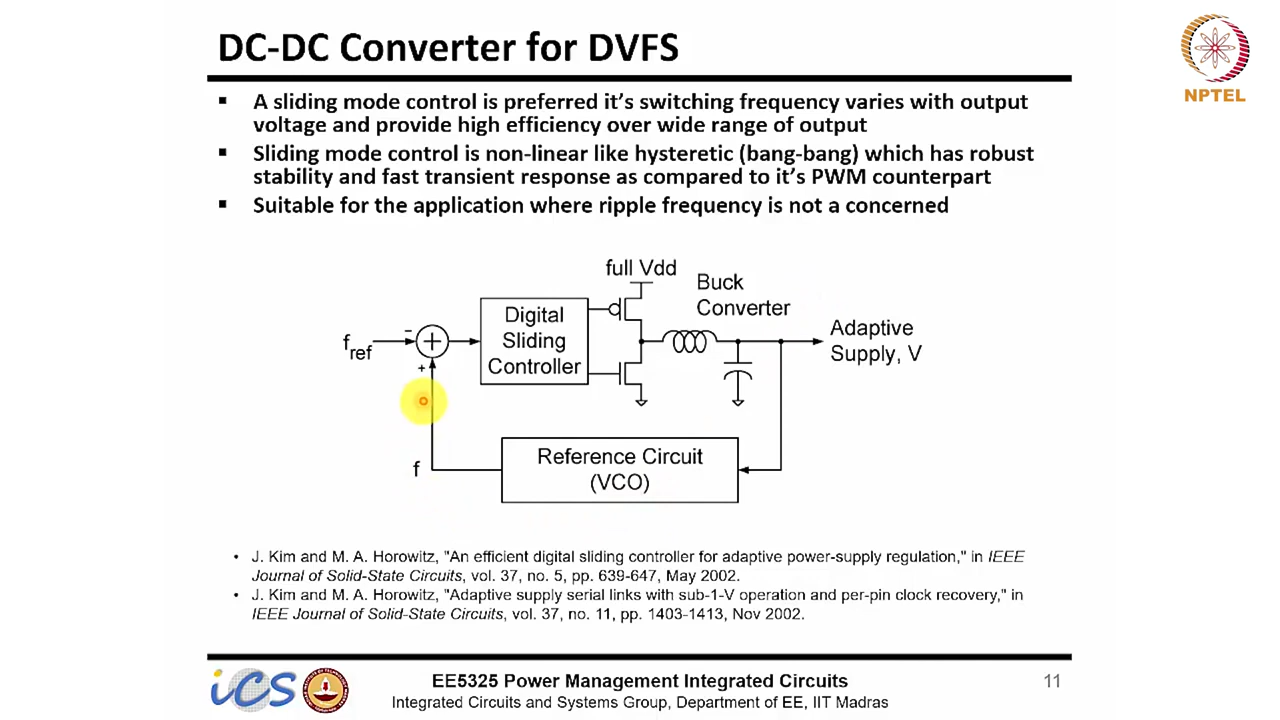 DC-DC Converter for DVFS
NPTEL
▪ A sliding mode control is preferred it's switching frequency varies with output
voltage and provide high efficiency over wide range of output
▪ Sliding mode control is non-linear like hysteretic (bang-bang) which has robust
stability and fast transient response as compared to it's PWM counterpart
▪ Suitable for the application where ripple frequency is not a concerned
full Vdd
Buck
Converter
Digital
Sliding
Controller
fref
-
+
+
Adaptive
Supply, V
Reference Circuit
(VCO)
f
• J. Kim and M. A. Horowitz, "An efficient digital sliding controller for adaptive power-supply regulation," in IEEE
Journal of Solid-State Circuits, vol. 37, no. 5, pp. 639-647, May 2002.
• J. Kim and M. A. Horowitz, "Adaptive supply serial links with sub-1-V operation and per-pin clock recovery," in
IEEE Journal of Solid-State Circuits, vol. 37, no. 11, pp. 1403-1413, Nov 2002.
ics
EE5325 Power Management Integrated Circuits
Integrated Circuits and Systems Group, Department of EE, IIT Madras
11